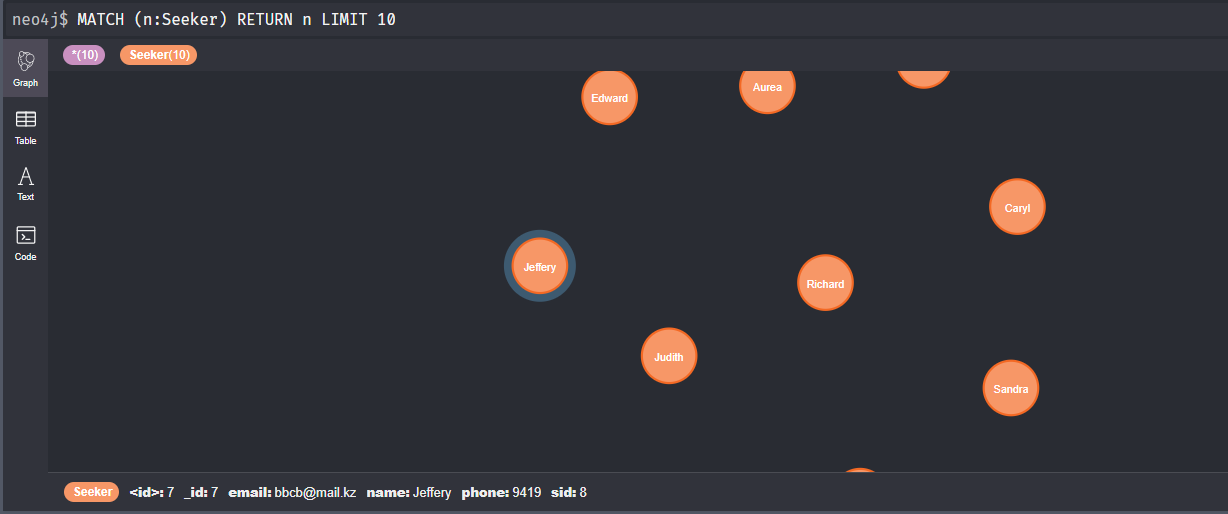 neo4j$ MATCH (n:Seeker) RETURN n LIMIT 10
*(10) Seeker(10)
Graph
Table
Text
Code
Edward
Aurea
Caryl
Jeffery
Richard
Judith
Sandra
Seeker <id>: 7 _id: 7 email: bbcb@mail.kz name: Jeffery phone: 9419 sid: 8